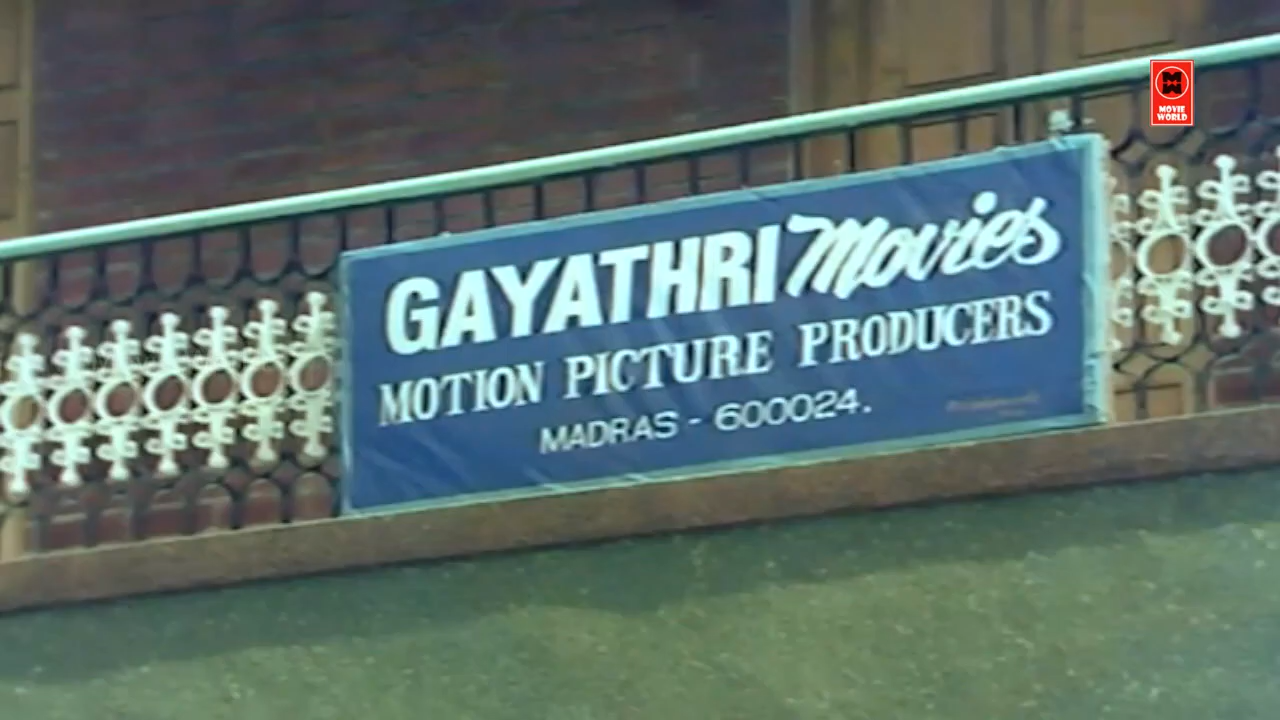 MOVIE
WORLD
GAYATHRI Movies
MOTION PICTURE PRODUCERS
MADRAS - 600024.